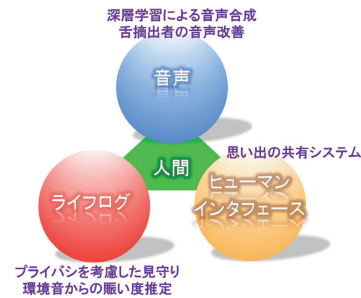 深層学習による音声合成
舌摘出者の音声改善
音声
人間
思い出の共有システム
ライフログ
ヒューマン
インタフェース
プライバシを考慮した見守り
環境音からの賑い度推定